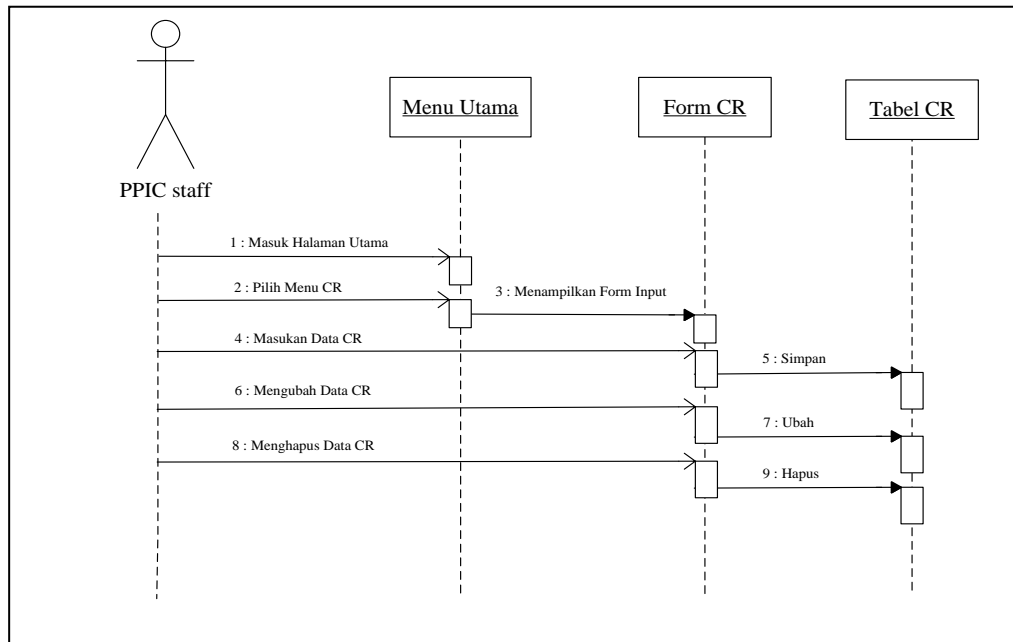 Menu Utama
Form CR
Tabel CR
PPIC staff
1 : Masuk Halaman Utama
2 : Pilih Menu CR
3 : Menampilkan Form Input
4 : Masukan Data CR
5 : Simpan
6 : Mengubah Data CR
7 : Ubah
8 : Menghapus Data CR
9 : Hapus